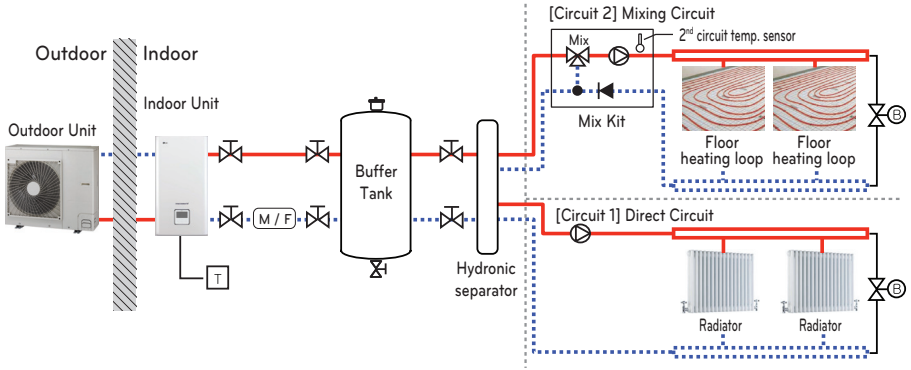 [Circuit 2] Mixing Circuit
Mix
2nd circuit temp. sensor
Outdoor
Indoor
Mix Kit
Indoor Unit
B
Outdoor Unit
Floor
heating loop
Floor
heating loop
Buffer
Tank
M / F
[Circuit 1] Direct Circuit
Hydronic
separator
T
B
Radiator
Radiator